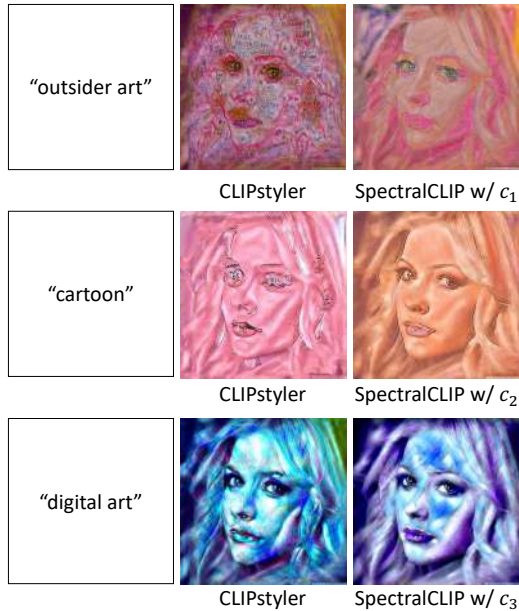 “outsider art”
CLIPstyler
SpectralCLIP w/ c₁
“cartoon”
CLIPstyler
SpectralCLIP w/ c₂
“digital art”
CLIPstyler
SpectralCLIP w/ c₃